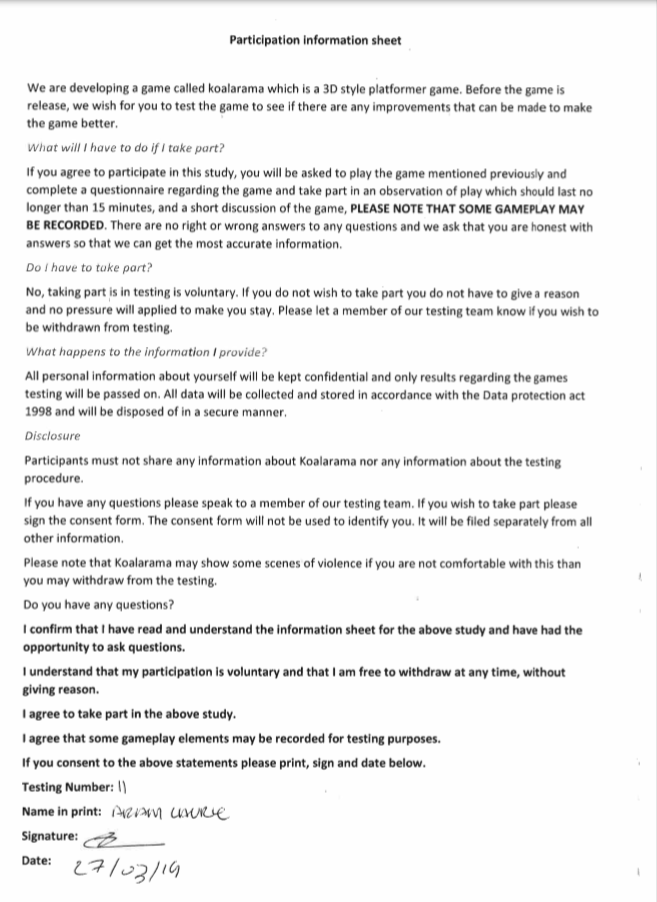 Participation information sheet
We are developing a game called koalarama which is a 3D style platformer game. Before the game is
release, we wish for you to test the game to see if there are any improvements that can be made to make
the game better.
What will I have to do if I take part?
If you agree to participate in this study, you will be asked to play the game mentioned previously and
complete a questionnaire regarding the game and take part in an observation of play which should last no
longer than 15 minutes, and a short discussion of the game, PLEASE NOTE THAT SOME GAMEPLAY MAY
BE RECORDED. There are no right or wrong answers to any questions and we ask that you are honest with
answers so that we can get the most accurate information.
Do I have to take part?
No, taking part is in testing is voluntary. If you do not wish to take part you do not have to give a reason
and no pressure will applied to make you stay. Please let a member of our testing team know if you wish to
be withdrawn from testing.
What happens to the information I provide?
All personal information about yourself will be kept confidential and only results regarding the games
testing will be passed on. All data will be collected and stored in accordance with the Data protection act
1998 and will be disposed of in a secure manner.
Disclosure
Participants must not share any information about Koalarama nor any information about the testing
procedure.
If you have any questions please speak to a member of our testing team. If you wish to take part please
sign the consent form. The consent form will not be used to identify you. It will be filed separately from all
other information.
Please note that Koalarama may show some scenes of violence if you are not comfortable with this than
you may withdraw from the testing.
Do you have any questions?
I confirm that I have read and understand the information sheet for the above study and have had the
opportunity to ask questions.
I understand that my participation is voluntary and that I am free to withdraw at any time, without
giving reason.
I agree to take part in the above study.
I agree that some gameplay elements may be recorded for testing purposes.
If you consent to the above statements please print, sign and date below.
Testing Number: 11
Name in print:
Signature:
Date: 27/03/19